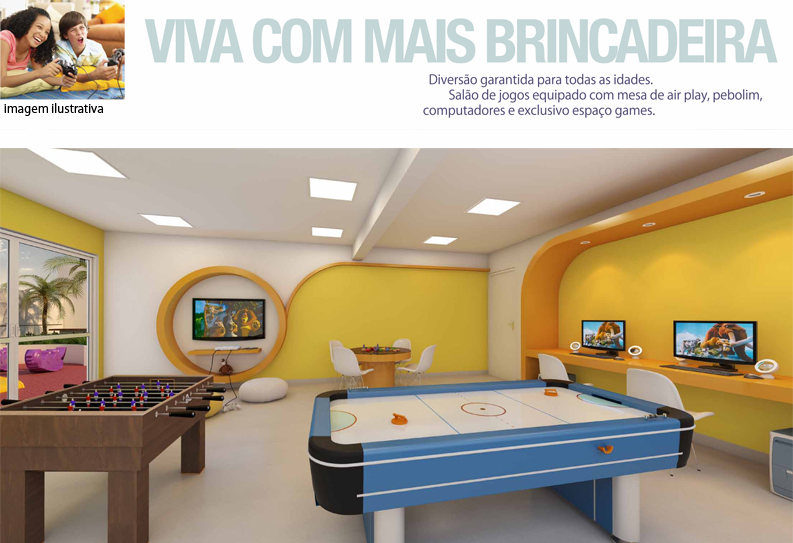 VIVA COM MAIS BRINCADEIRA
Diversão garantida para todas as idades.
Salão de jogos equipado com mesa de air play, pebolim,
computadores e exclusivo espaço games.
imagem ilustrativa